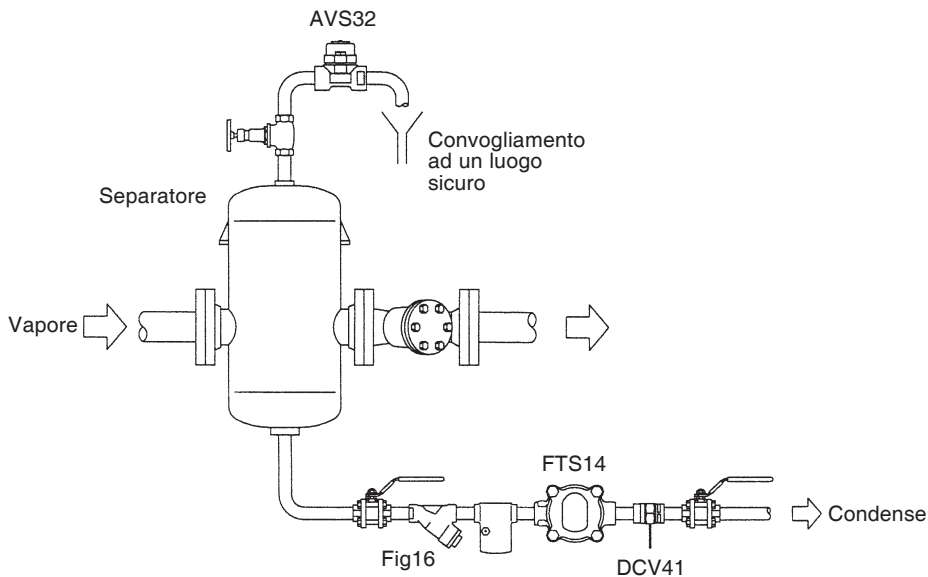 AVS32
Convogliamento
ad un luogo
sicuro
Separatore
Vapore
FTS14
Condense
Fig16
DCV41